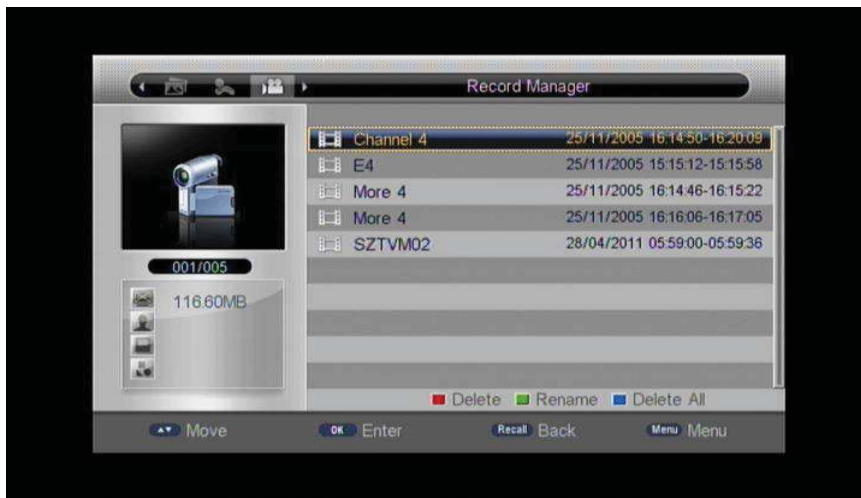 Record Manager
Channel 4 25/11/2005 16:14:50-16:20:09
E4 25/11/2005 15:15:12-15:15:58
More 4 25/11/2005 16:14:46-16:15:22
More 4 25/11/2005 16:16:06-16:17:05
SZTVM02 28/04/2011 05:59:00-05:59:36
001/005
116.60MB
Delete Rename Delete All
Move OK Enter Recall Back Menu Menu